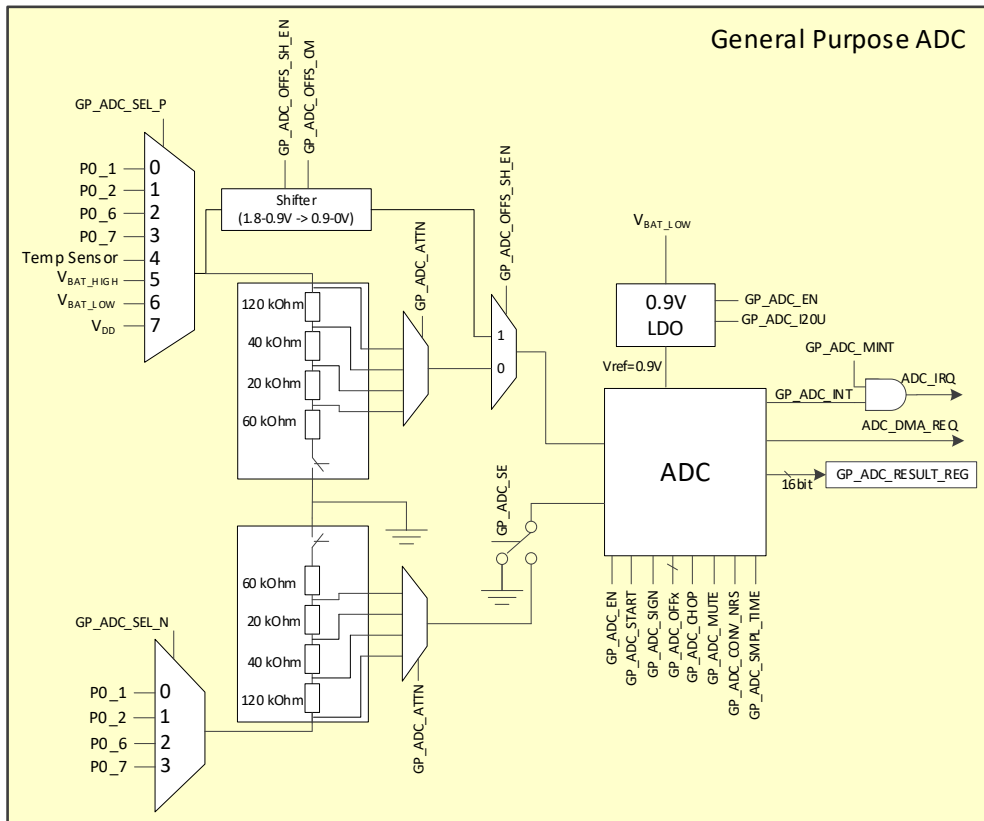 General Purpose ADC
GP_ADC_OFFS_SH_EN
GP_ADC_OFFS_CM
GP_ADC_SEL_P
P0_1
0
P0_2
1
P0_6
2
P0_7
3
Temp Sensor
4
VBAT_HIGH
5
VBAT_LOW
6
VDD
7
Shifter
(1.8-0.9V -> 0.9-0V)
GP_ADC_ATTN
GP_ADC_OFFS_SH_EN
1
0
120 kOhm
40 kOhm
20 kOhm
60 kOhm
VBAT_LOW
0.9V
LDO
GP_ADC_EN
GP_ADC_I20U
Vref=0.9V
GP_ADC_MINT
GP_ADC_INT
ADC_IRQ
ADC_DMA_REQ
ADC
16bit
GP_ADC_RESULT_REG
GP_ADC_SE
60 kOhm
20 kOhm
40 kOhm
120 kOhm
GP_ADC_ATTN
GP_ADC_SEL_N
P0_1
0
P0_2
1
P0_6
2
P0_7
3
GP_ADC_EN
GP_ADC_START
GP_ADC_SIGN
GP_ADC_OFFx
GP_ADC_CHOP
GP_ADC_MUTE
GP_ADC_CONV_NRS
GP_ADC_SMPL_TIME